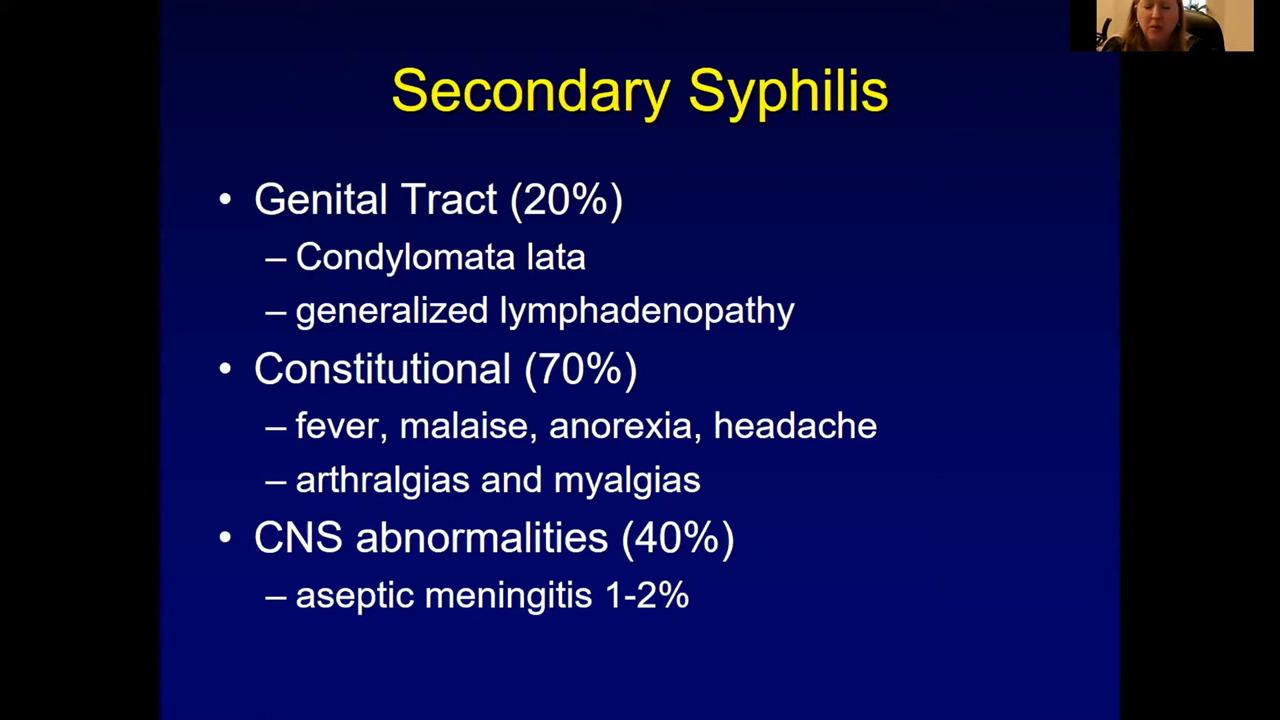 Secondary Syphilis
• Genital Tract (20%)
– Condylomata lata
– generalized lymphadenopathy
• Constitutional (70%)
– fever, malaise, anorexia, headache
– arthralgias and myalgias
• CNS abnormalities (40%)
– aseptic meningitis 1-2%